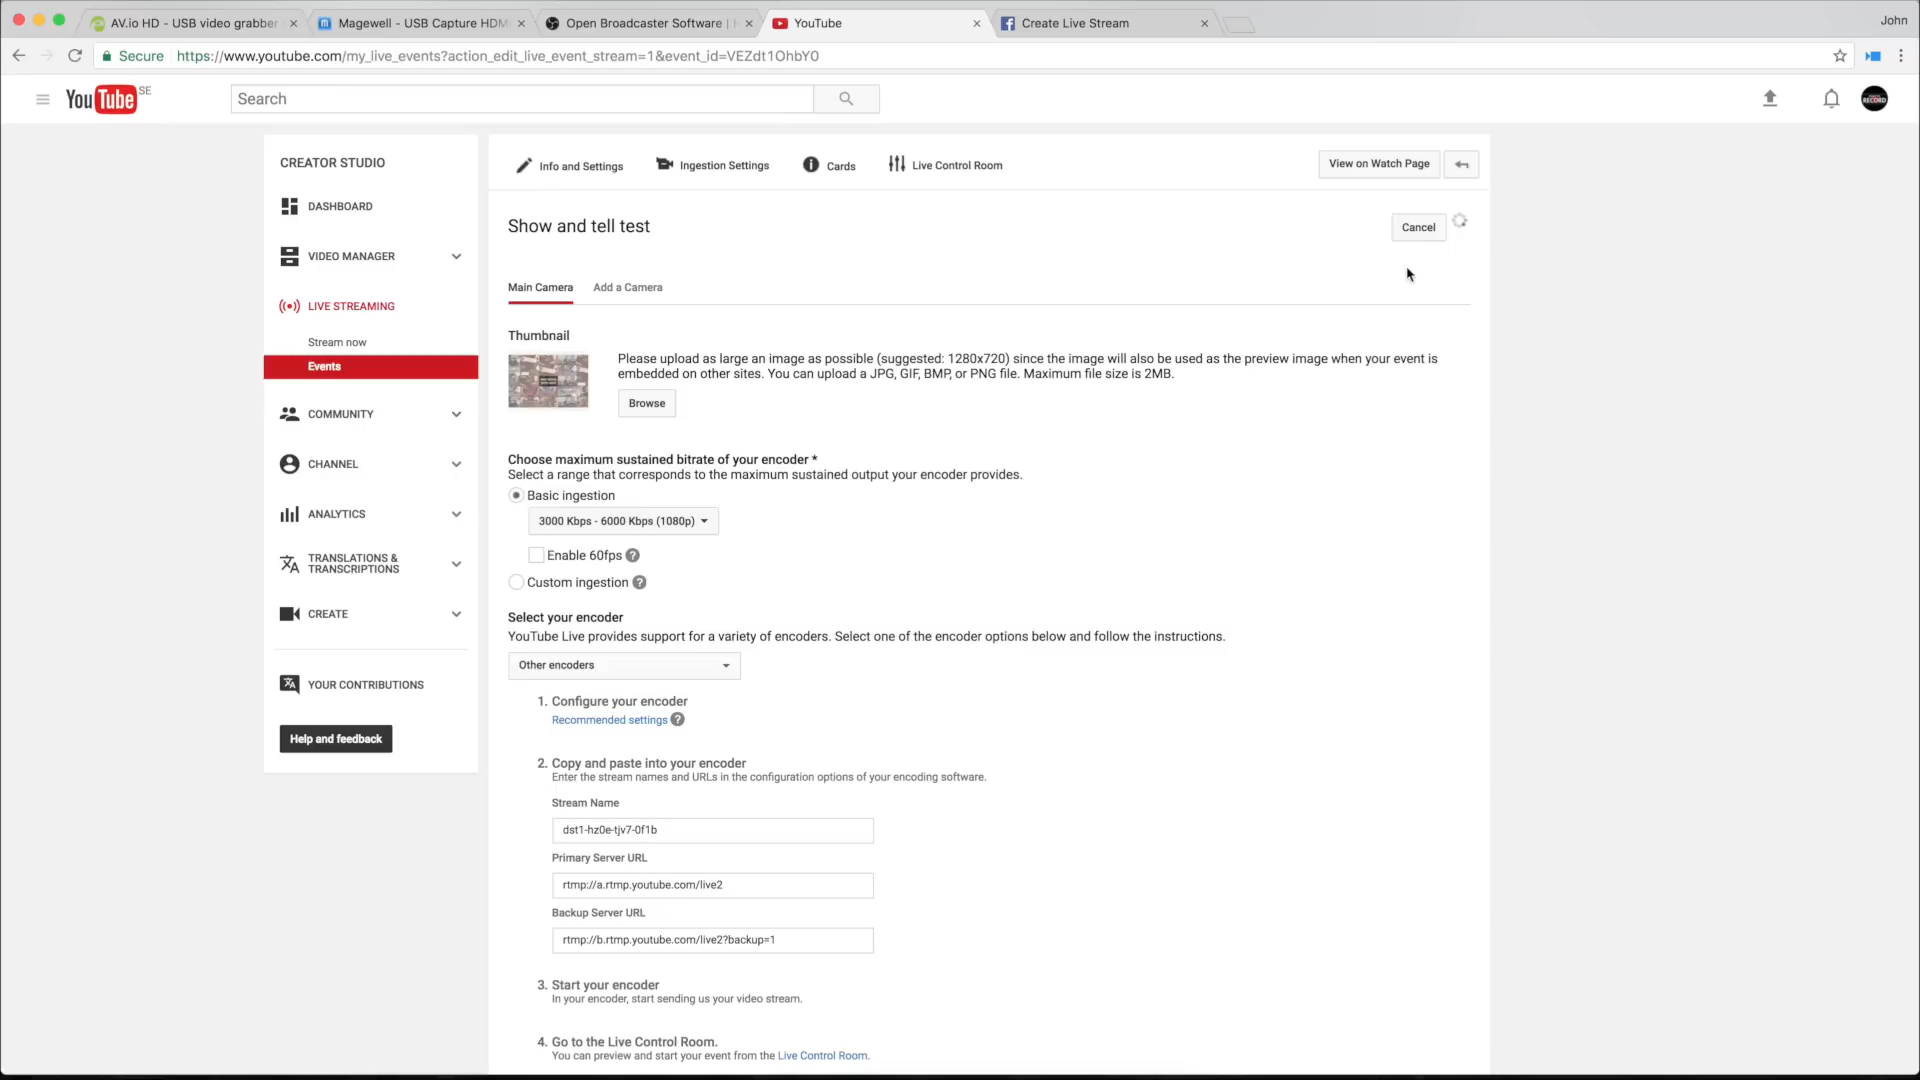 AV.io HD - USB video grabber
Magewell - USB Capture HDM
Open Broadcaster Software |
YouTube
Create Live Stream
John
Secure
https://www.youtube.com/my_live_events?action_edit_live_event_stream=1&event_id=VEZdt1OhbY0
YouTube SE
Search
CREATOR STUDIO
DASHBOARD
VIDEO MANAGER
LIVE STREAMING
Stream now
Events
COMMUNITY
CHANNEL
ANALYTICS
TRANSLATIONS &
TRANSCRIPTIONS
CREATE
YOUR CONTRIBUTIONS
Help and feedback
Info and Settings
Ingestion Settings
Cards
Live Control Room
View on Watch Page
Show and tell test
Cancel
Main Camera
Add a Camera
Thumbnail
Please upload as large an image as possible (suggested: 1280x720) since the image will also be used as the preview image when your event is
embedded on other sites. You can upload a JPG, GIF, BMP, or PNG file. Maximum file size is 2MB.
Browse
Choose maximum sustained bitrate of your encoder *
Select a range that corresponds to the maximum sustained output your encoder provides.
Basic ingestion
3000 Kbps - 6000 Kbps (1080p)
Enable 60fps ?
Custom ingestion ?
Select your encoder
YouTube Live provides support for a variety of encoders. Select one of the encoder options below and follow the instructions.
Other encoders
1. Configure your encoder
Recommended settings ?
2. Copy and paste into your encoder
Enter the stream names and URLs in the configuration options of your encoding software.
Stream Name
dst1-hz0e-tjv7-0f1b
Primary Server URL
rtmp://a.rtmp.youtube.com/live2
Backup Server URL
rtmp://b.rtmp.youtube.com/live2?backup=1
3. Start your encoder
In your encoder, start sending us your video stream.
4. Go to the Live Control Room.
You can preview and start your event from the Live Control Room.